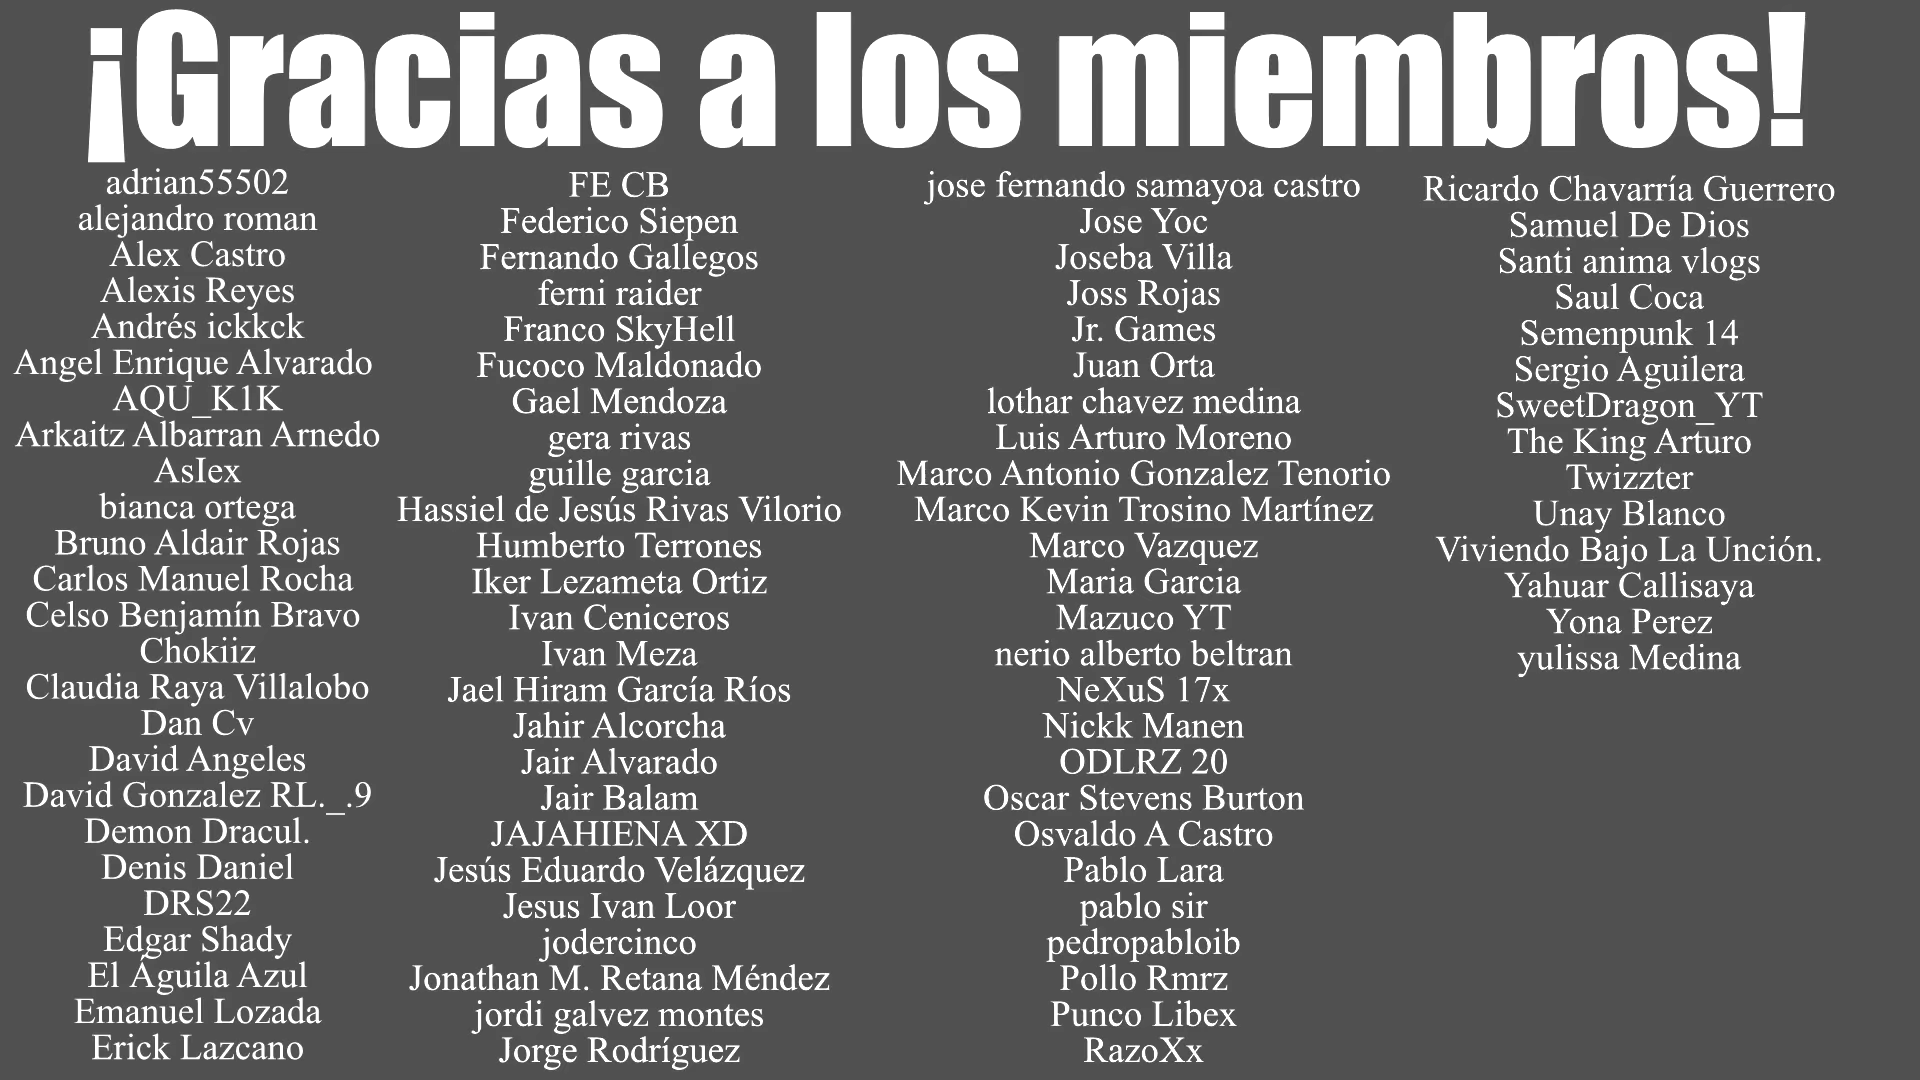 ¡Gracias a los miembros!
adrian55502
alejandro roman
Alex Castro
Alexis Reyes
Andrés ickkck
Angel Enrique Alvarado
AQU_K1K
Arkaitz Albarran Arnedo
AsIex
bianca ortega
Bruno Aldair Rojas
Carlos Manuel Rocha
Celso Benjamín Bravo
Chokiiz
Claudia Raya Villalobo
Dan Cv
David Angeles
David Gonzalez RL._.9
Demon Dracul.
Denis Daniel
DRS22
Edgar Shady
El Águila Azul
Emanuel Lozada
Erick Lazcano
FE CB
Federico Siepen
Fernando Gallegos
ferni raider
Franco SkyHell
Fucoco Maldonado
Gael Mendoza
gera rivas
guille garcia
Hassiel de Jesús Rivas Vilorio
Humberto Terrones
Iker Lezameta Ortiz
Ivan Ceniceros
Ivan Meza
Jael Hiram García Ríos
Jahir Alcorcha
Jair Alvarado
Jair Balam
JAJAHIENA XD
Jesús Eduardo Velázquez
Jesus Ivan Loor
jodercinco
Jonathan M. Retana Méndez
jordi galvez montes
Jorge Rodríguez
jose fernando samayoa castro
Jose Yoc
Joseba Villa
Joss Rojas
Jr. Games
Juan Orta
lothar chavez medina
Luis Arturo Moreno
Marco Antonio Gonzalez Tenorio
Marco Kevin Trosino Martínez
Marco Vazquez
Maria Garcia
Mazuco YT
nerio alberto beltran
NeXuS 17x
Nickk Manen
ODLRZ 20
Oscar Stevens Burton
Osvaldo A Castro
Pablo Lara
pablo sir
pedropabloib
Pollo Rmrz
Punco Libex
RazoXx
Ricardo Chavarría Guerrero
Samuel De Dios
Santi anima vlogs
Saul Coca
Semenpunk 14
Sergio Aguilera
SweetDragon_YT
The King Arturo
Twizzter
Unay Blanco
Viviendo Bajo La Unción.
Yahuar Callisaya
Yona Perez
yulissa Medina